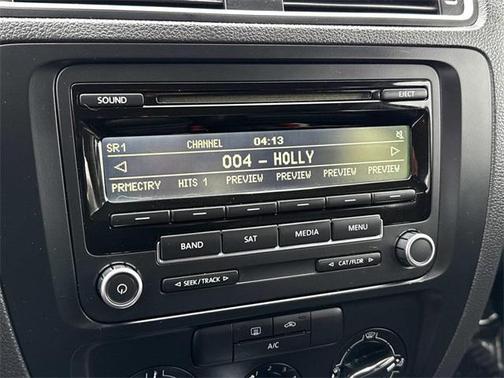 SOUND
EJECT
SR1 CHANNEL 04:13
004 - HOLLY
PRMECTRY HITS 1 PREVIEW PREVIEW PREVIEW PREVIEW
BAND SAT MEDIA MENU
SEEK/TRACK
CAT/FLDR
A/C